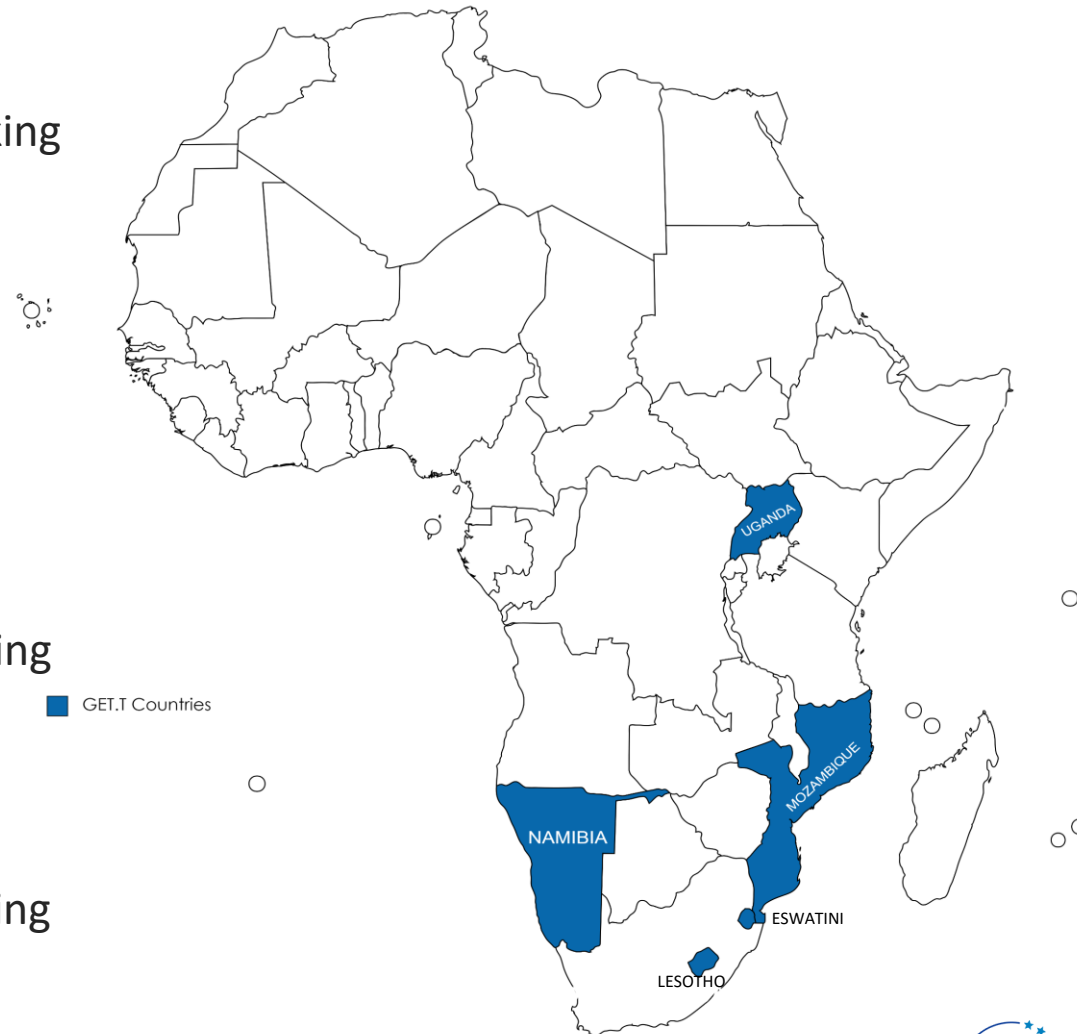 king
UGANDA
ing
GET.T Countries
MOZAMBIQUE
NAMIBIA
ing
ESWATINI
LESOTHO